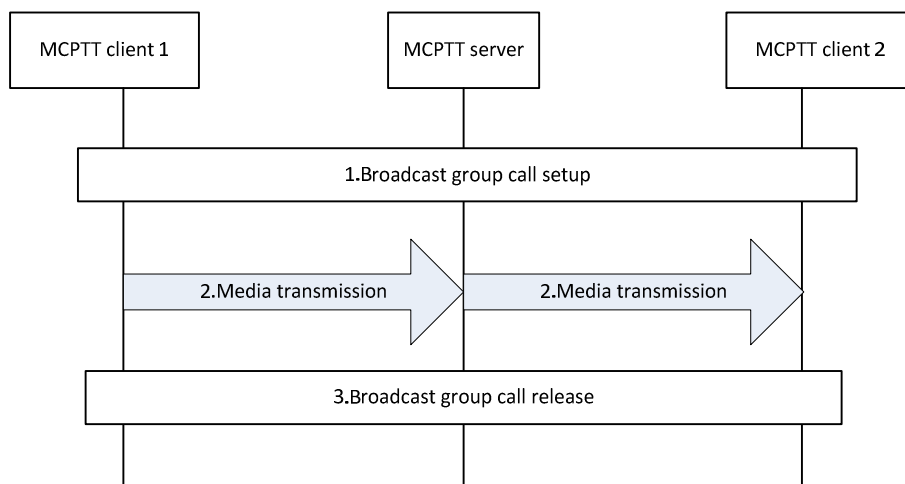 MCPTT client 1
MCPTT server
MCPTT client 2
1.Broadcast group call setup
2.Media transmission
2.Media transmission
3.Broadcast group call release